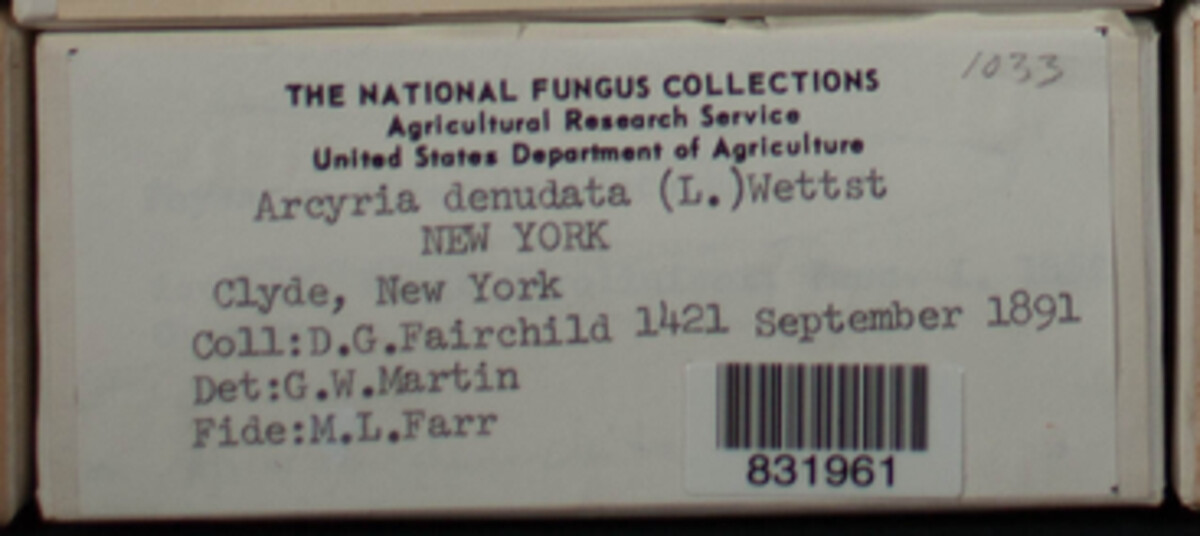 1033
THE NATIONAL FUNGUS COLLECTIONS
Agricultural Research Service
United States Department of Agriculture
Arcyria denudata (L.)Wettst
NEW YORK
Clyde, New York
Coll:D.G.Fairchild 1421 September 1891
Det:G.W.Martin
Fide:M.L.Farr
831961